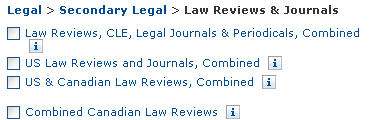 Legal > Secondary Legal > Law Reviews & Journals
Law Reviews, CLE, Legal Journals & Periodicals, Combined
i
US Law Reviews and Journals, Combined i
US & Canadian Law Reviews, Combined i
Combined Canadian Law Reviews i